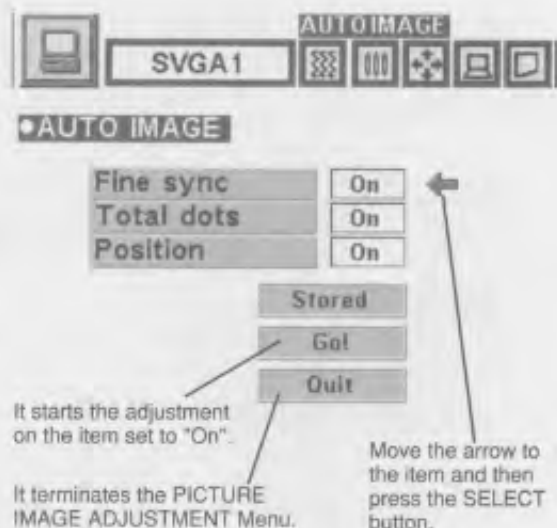 AUTO IMAGE
SVGA1
●AUTO IMAGE
Fine sync On
Total dots On
Position On
Stored
Go!
Quit
It starts the adjustment
on the item set to "On".
It terminates the PICTURE
IMAGE ADJUSTMENT Menu.
Move the arrow to
the item and then
press the SELECT
button